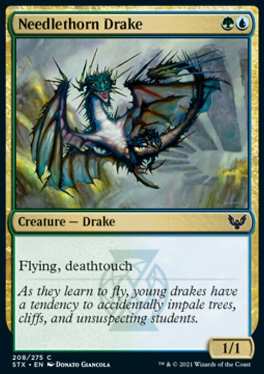 Needlethorn Drake
Creature — Drake
Flying, deathtouch
As they learn to fly, young drakes have
a tendency to accidentally impale trees,
cliffs, and unsuspecting students.
1/1
208/275 C
STX • EN DONATO GIANCOLA
™ & © 2021 Wizards of the Coast